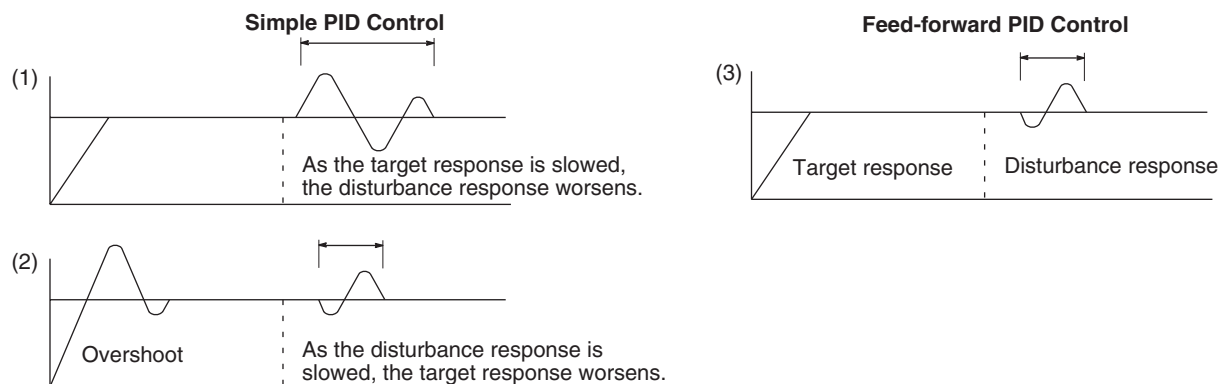 Simple PID Control
(1)
As the target response is slowed,
the disturbance response worsens.
(2)
Overshoot
As the disturbance response is
slowed, the target response worsens.
Feed-forward PID Control
(3)
Target response
Disturbance response